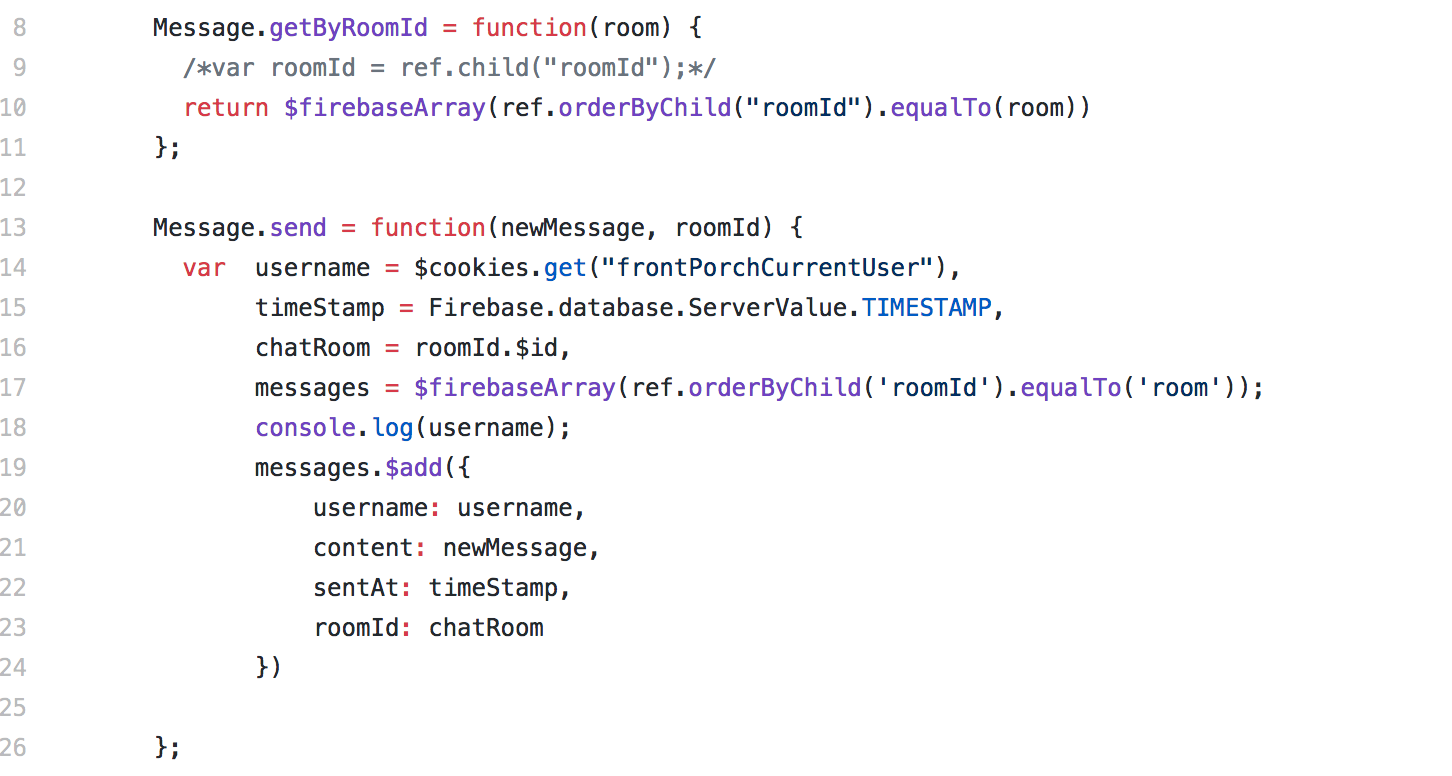 8 Message.getByRoomId = function(room) {
9 /*var roomId = ref.child("roomId");*/
10 return $firebaseArray(ref.orderByChild("roomId").equalTo(room))
11 };
12
13 Message.send = function(newMessage, roomId) {
14 var  username = $cookies.get("frontPorchCurrentUser"),
15 timeStamp = Firebase.database.ServerValue.TIMESTAMP,
16 chatRoom = roomId.$id,
17 messages = $firebaseArray(ref.orderByChild('roomId').equalTo('room'));
18 console.log(username);
19 messages.$add({
20 username: username,
21 content: newMessage,
22 sentAt: timeStamp,
23 roomId: chatRoom
24 })
25
26 };